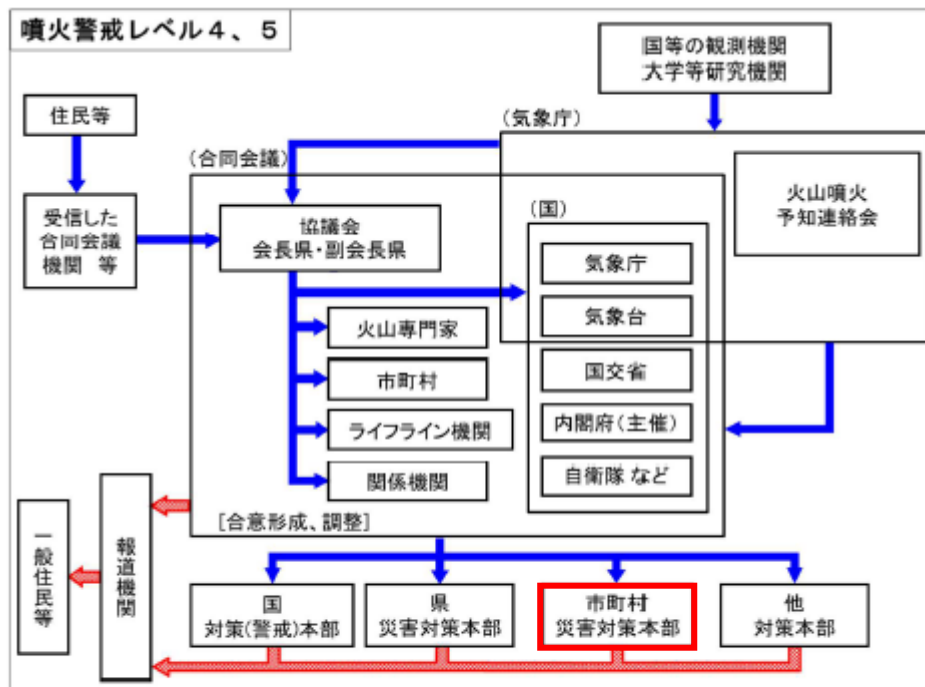 噴火警戒レベル４、５
国等の観測機関
大学等研究機関
住民等
(気象庁)
(合同会議)
火山噴火
予知連絡会
受信した
合同会議
機関　等
協議会
会長県・副会長県
(国)
気象庁
気象台
国交省
内閣府(主催)
自衛隊 など
火山専門家
市町村
ライフライン機関
関係機関
[合意形成、調整]
一般住民等
報道機関
国
対策(警戒)本部
県
災害対策本部
市町村
災害対策本部
他
対策本部